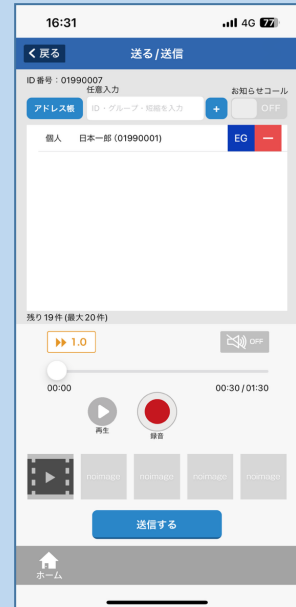 16:31 4G 77
戻る 送る/送信
ID番号：01990007
任意入力 お知らせコール
アドレス帳 ID・グループ・短縮を入力 + OFF
個人 日本一郎 (01990001) EG −
残り19件 (最大20件)
1.0 OFF
00:00 00:30/01:30
再生 録音
noimage noimage noimage noimage
送信する
ホーム